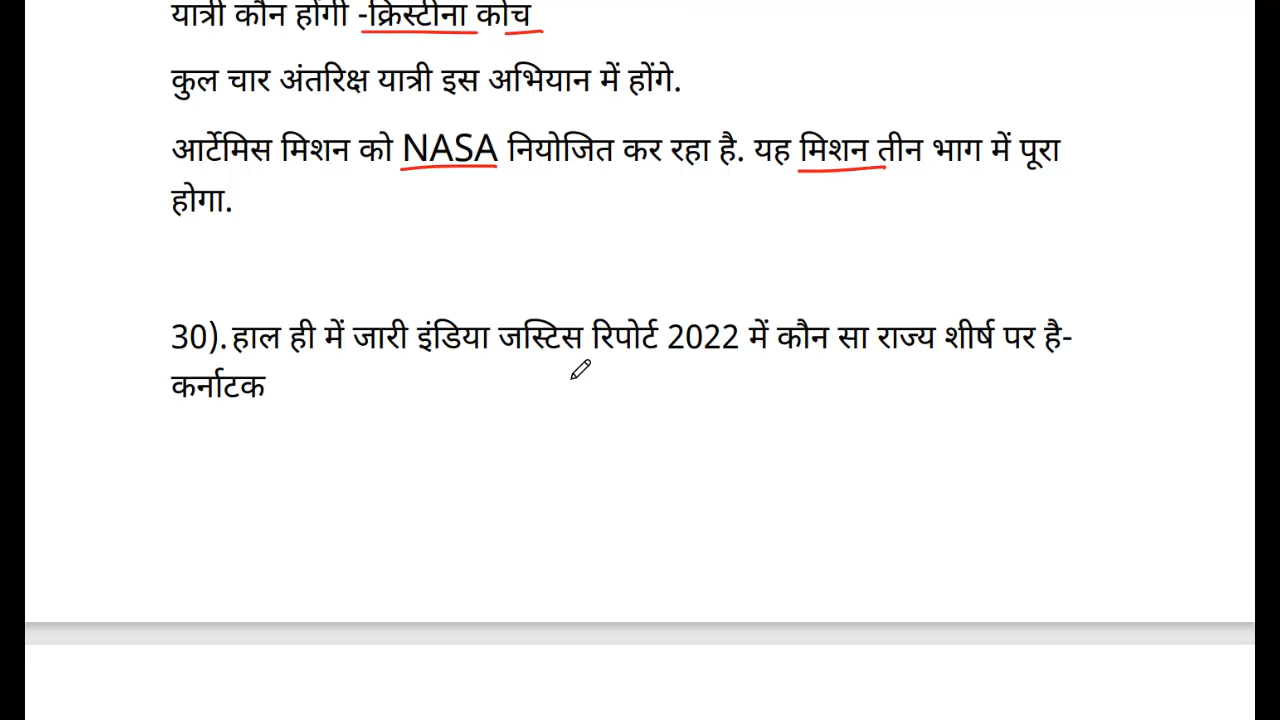 यात्री कौन होंगी -क्रिस्टीना कोच
कुल चार अंतरिक्ष यात्री इस अभियान में होंगे.
आर्टेमिस मिशन को NASA नियोजित कर रहा है. यह मिशन तीन भाग में पूरा
होगा.
30). हाल ही में जारी इंडिया जस्टिस रिपोर्ट 2022 में कौन सा राज्य शीर्ष पर है-
कर्नाटक